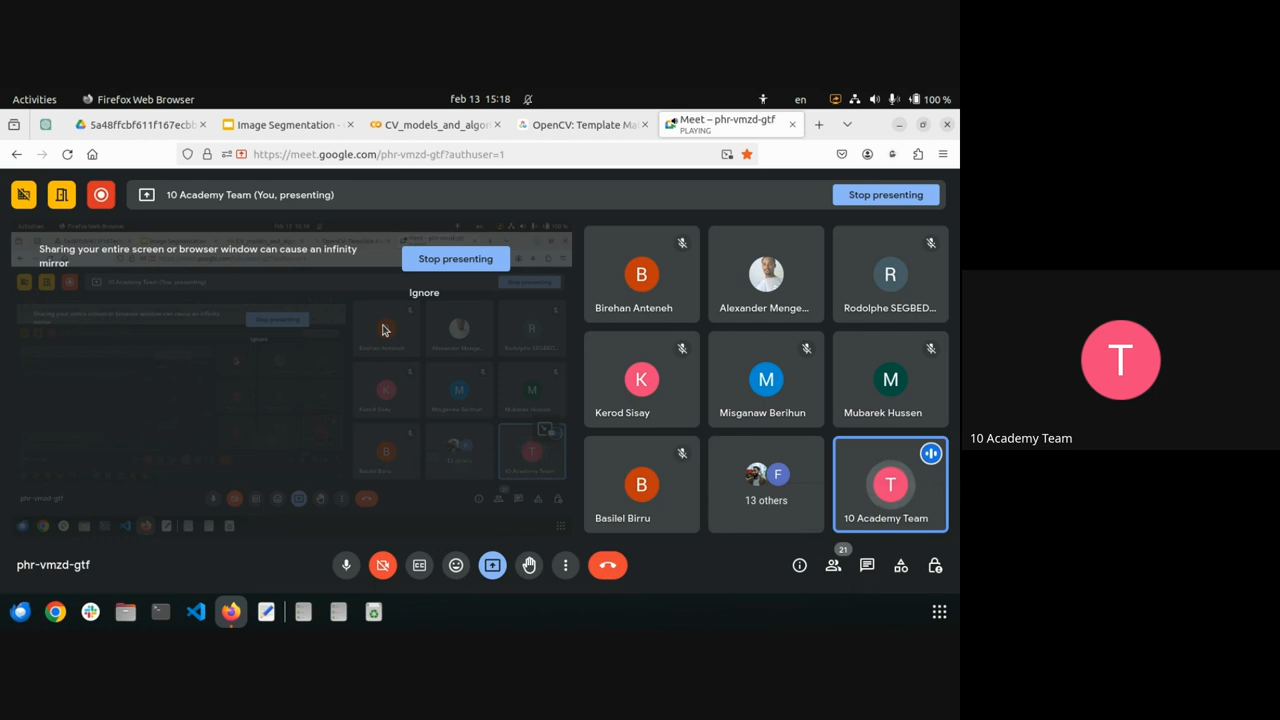 Activities Firefox Web Browser feb 13 15:18 en 100 %
5a48ffcbf611f167ecbb Image Segmentation - CV_models_and_algor OpenCV: Template Ma Meet – phr-vmzd-gtf
PLAYING
https://meet.google.com/phr-vmzd-gtf?authuser=1
10 Academy Team (You, presenting) Stop presenting
Sharing your entire screen or browser window can cause an infinity
mirror
Stop presenting
Ignore
B
Birehan Anteneh
Alexander Menge...
R
Rodolphe SEGBED...
K
Kerod Sisay
M
Misganaw Berihun
M
Mubarek Hussen
B
Basilel Birru
F
13 others
T
10 Academy Team
T
10 Academy Team
phr-vmzd-gtf
21